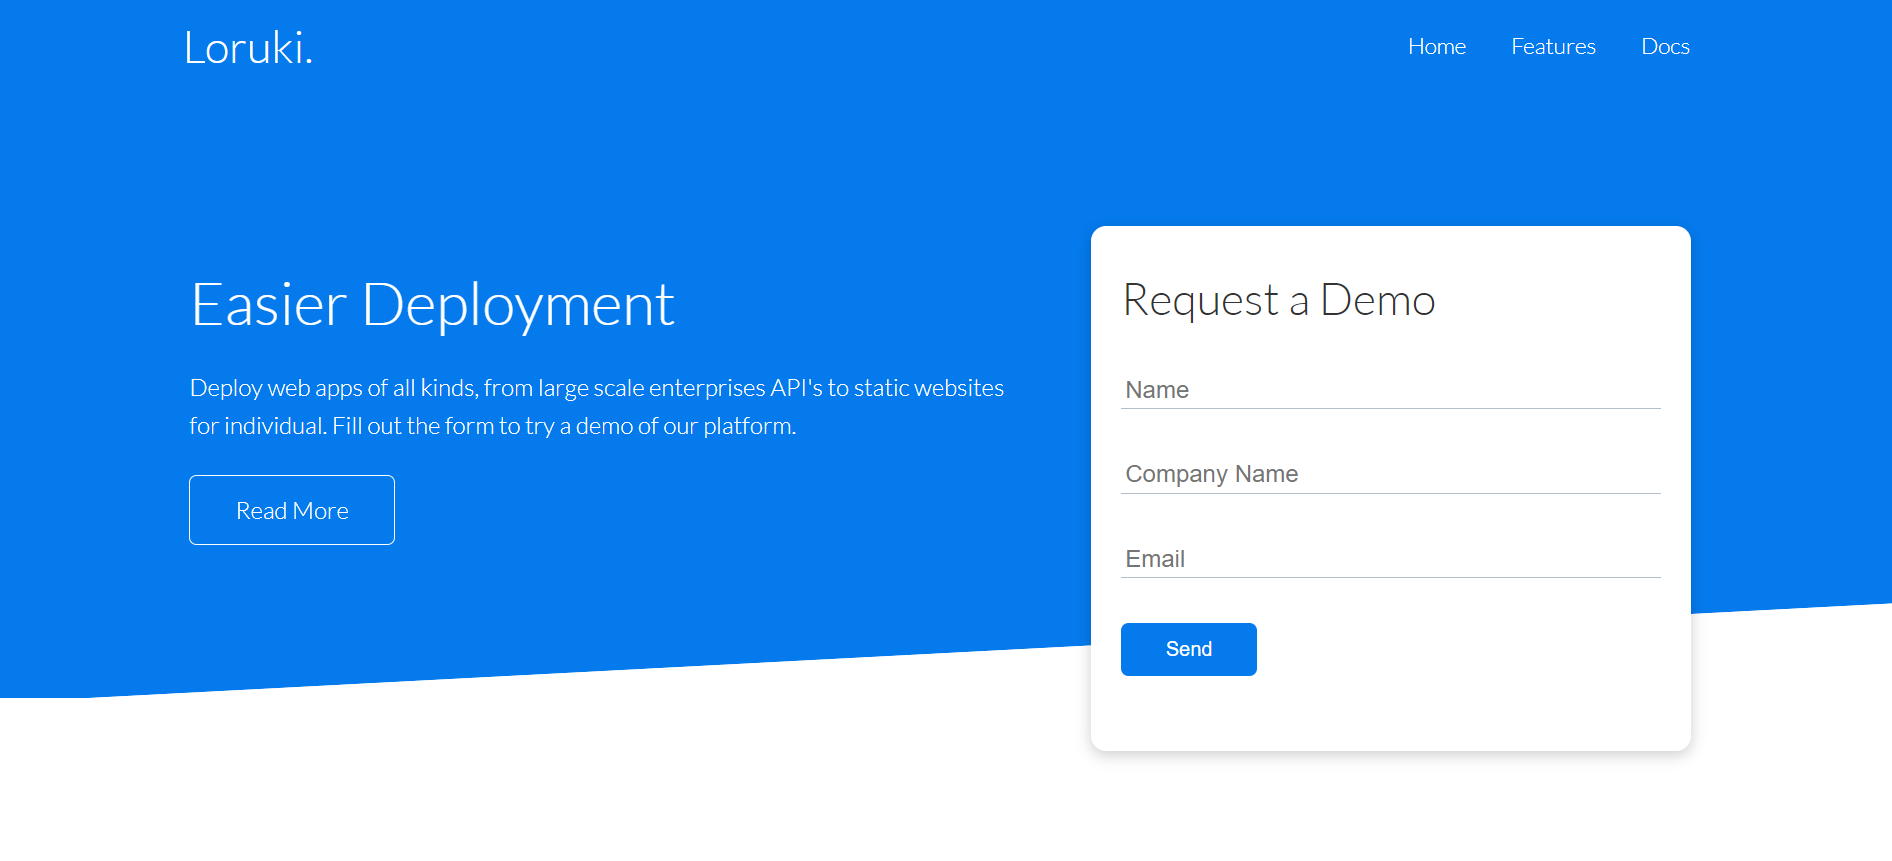 Loruki.
Home Features Docs
Easier Deployment
Deploy web apps of all kinds, from large scale enterprises API's to static websites
for individual. Fill out the form to try a demo of our platform.
Read More
Request a Demo
Name
Company Name
Email
Send